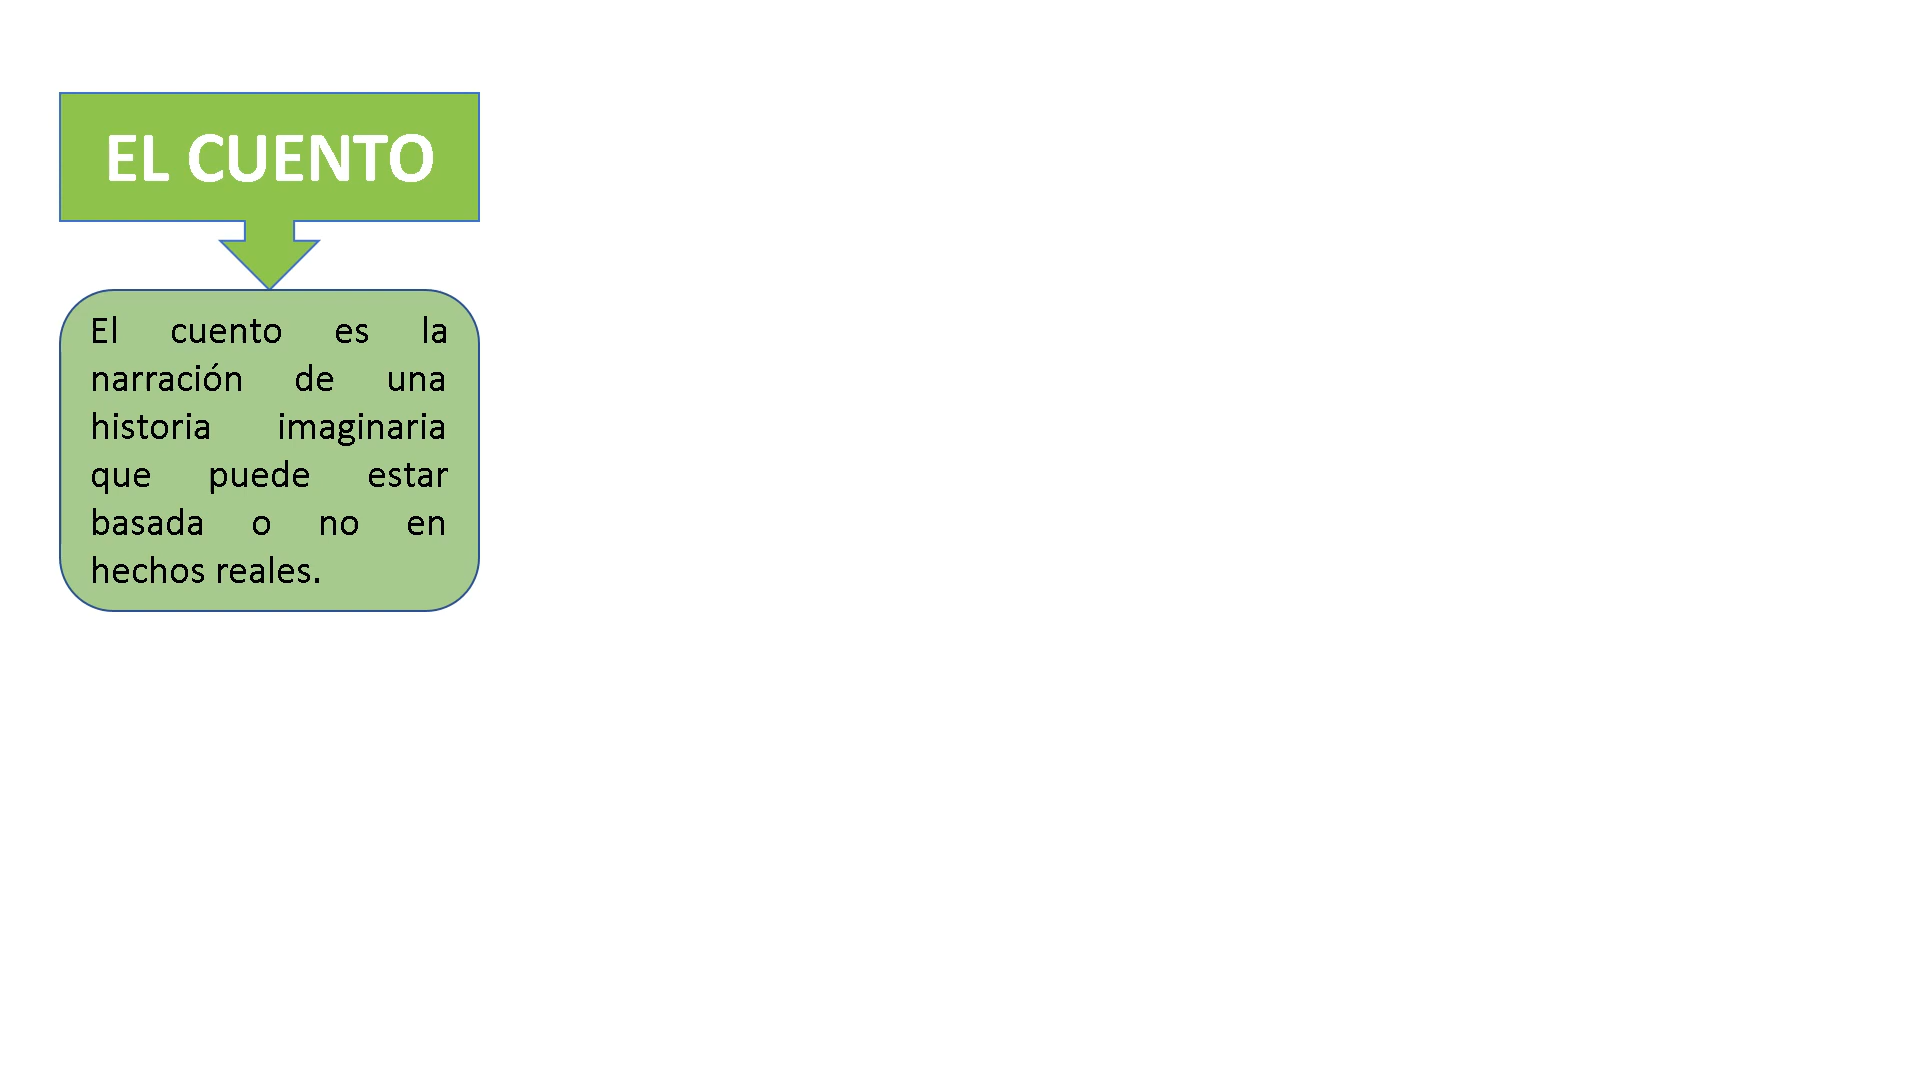 EL CUENTO
El cuento es la
narración de una
historia imaginaria
que puede estar
basada o no en
hechos reales.